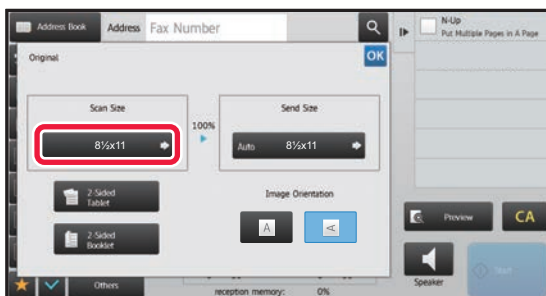 Address Book Address Fax Number
N-Up
Put Multiple Pages in A Page
Original
OK
Scan Size
Send Size
100%
8½x11
Auto 8½x11
2-Sided
Tablet
Image Orientation
2-Sided
Booklet
A
A
Preview
CA
Others
reception memory: 0%
Speaker
Start